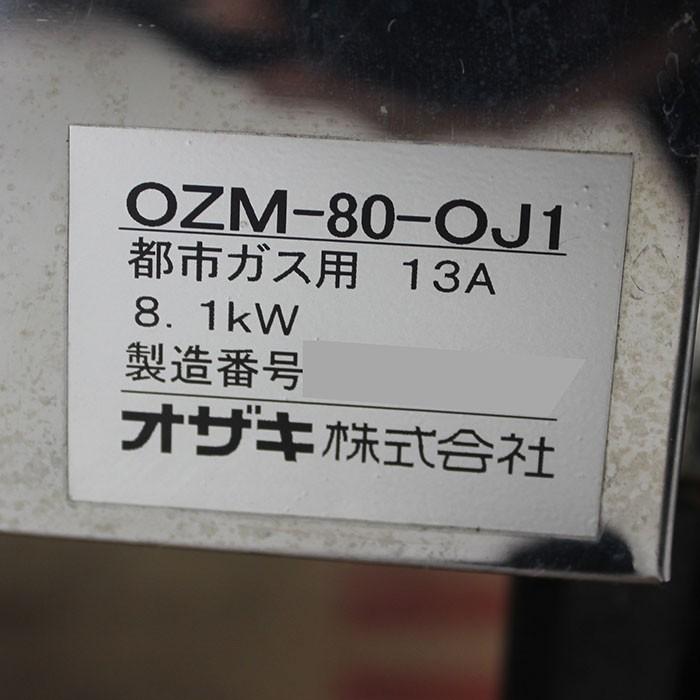 OZM-80-OJ1
都市ガス用 13A
8.1kW
製造番号
オザキ株式会社